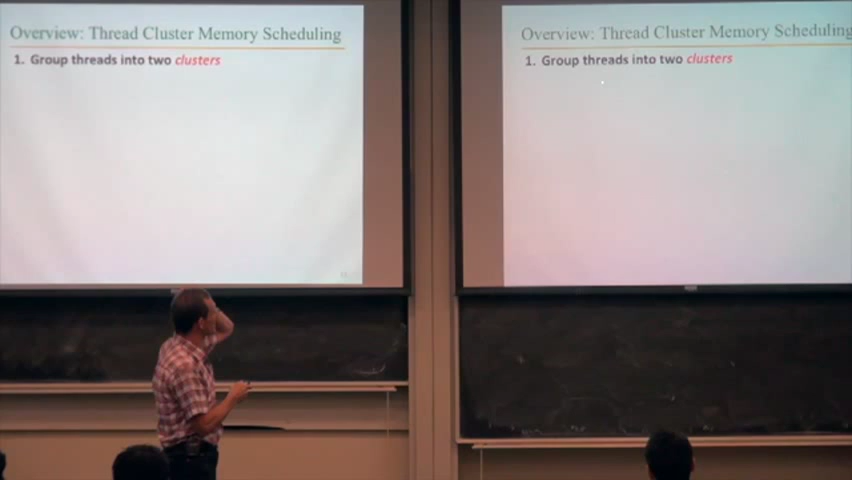 Overview: Thread Cluster Memory Scheduling
1. Group threads into two clusters
Overview: Thread Cluster Memory Scheduling
1. Group threads into two clusters